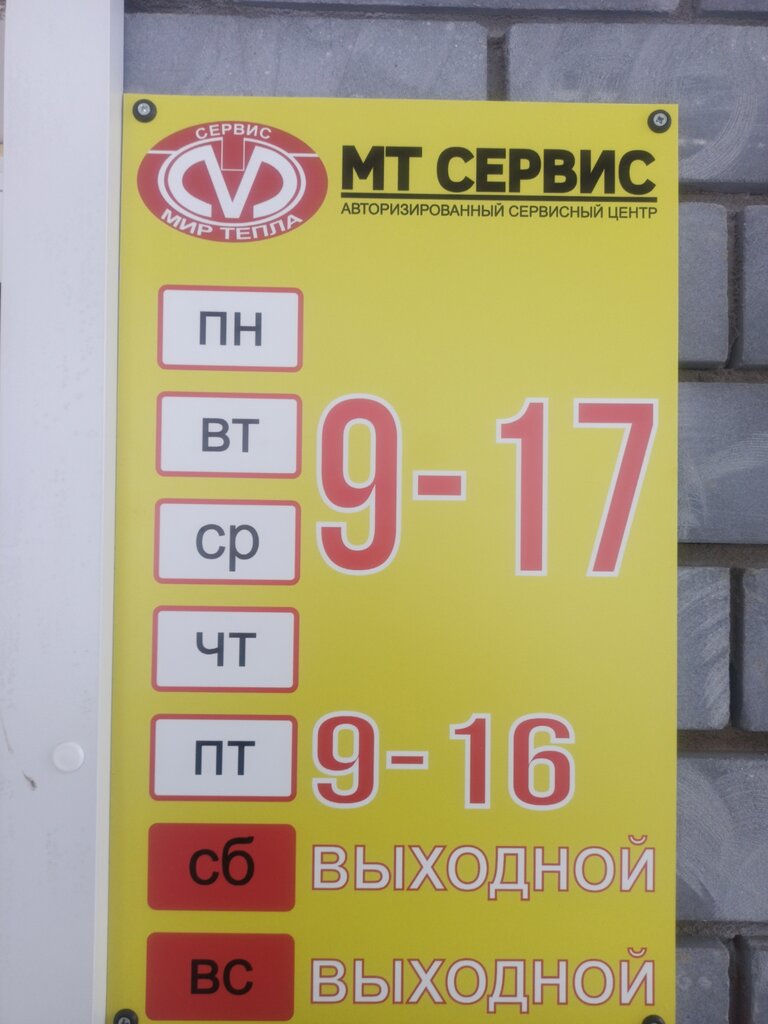 СЕРВИС
МИР ТЕПЛА
МТ СЕРВИС
АВТОРИЗИРОВАННЫЙ СЕРВИСНЫЙ ЦЕНТР
пн
вт
9-17
ср
чт
пт 9-16
сб ВЫХОДНОЙ
вс ВЫХОДНОЙ